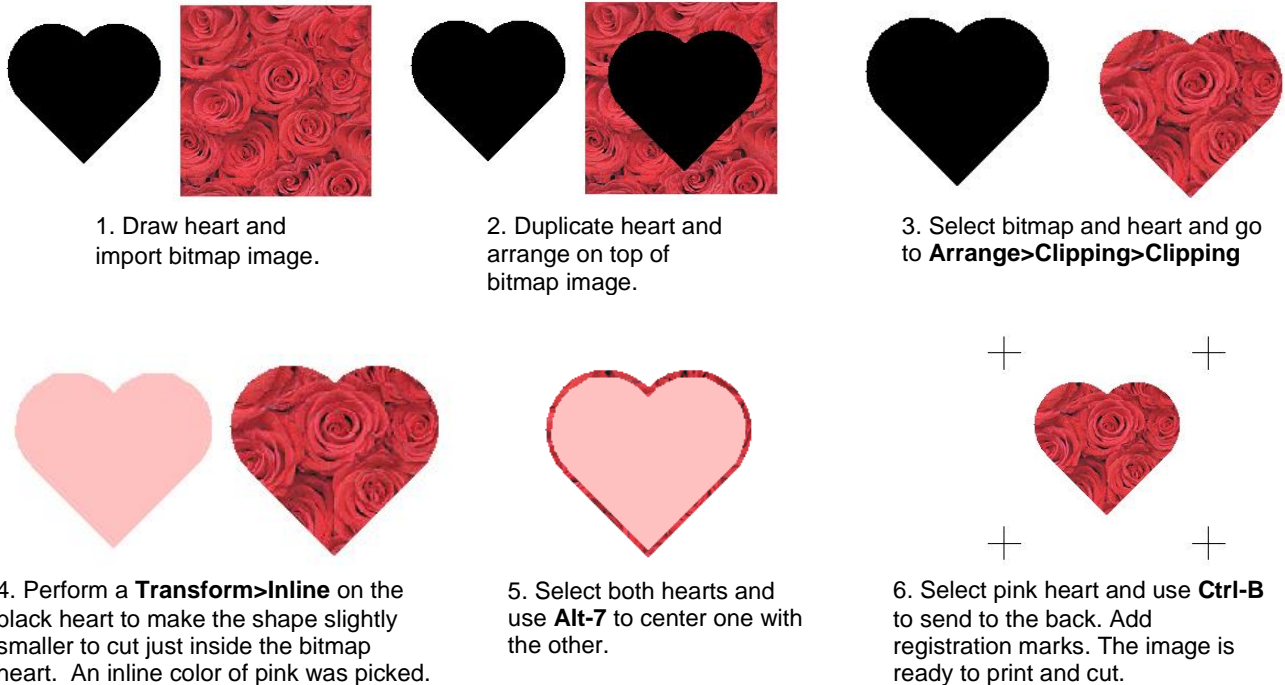 1. Draw heart and
import bitmap image.
2. Duplicate heart and
arrange on top of
bitmap image.
3. Select bitmap and heart and go
to Arrange>Clipping>Clipping
4. Perform a Transform>Inline on the
black heart to make the shape slightly
smaller to cut just inside the bitmap
heart. An inline color of pink was picked.
5. Select both hearts and
use Alt-7 to center one with
the other.
6. Select pink heart and use Ctrl-B
to send to the back. Add
registration marks. The image is
ready to print and cut.